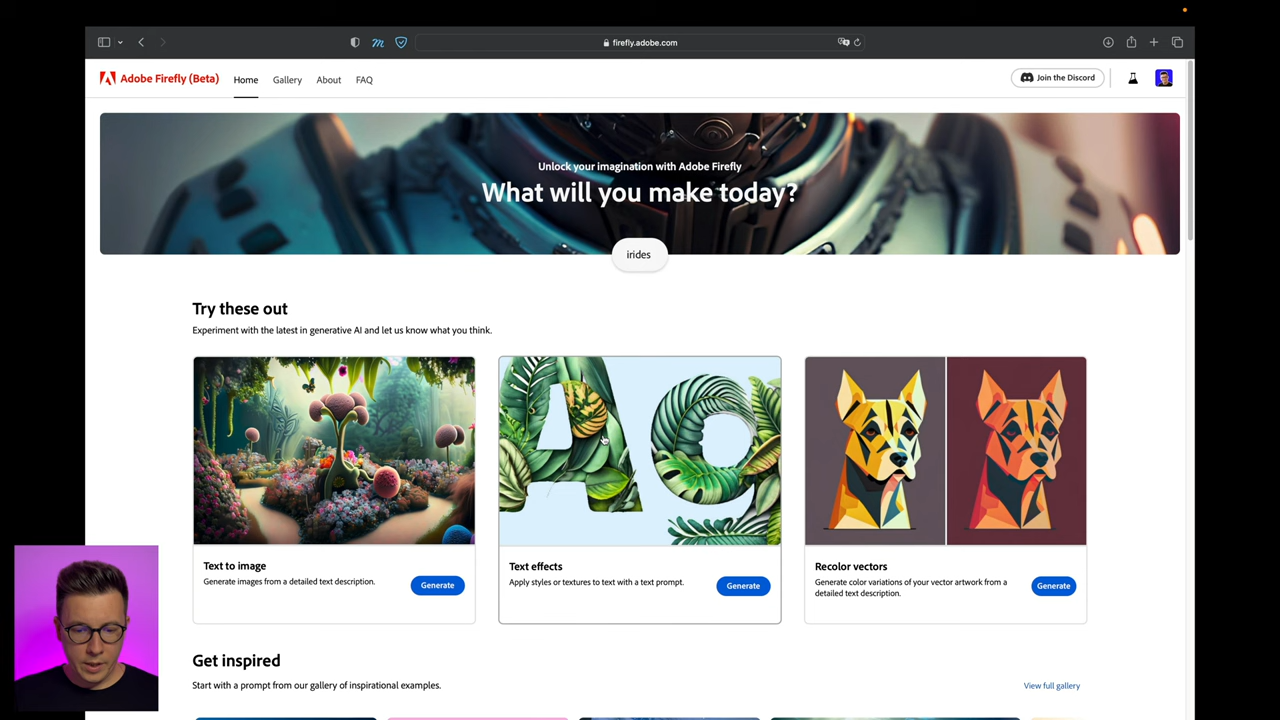 firefly.adobe.com
Adobe Firefly (Beta) Home Gallery About FAQ Join the Discord
Unlock your imagination with Adobe Firefly
What will you make today?
irides
Try these out
Experiment with the latest in generative AI and let us know what you think.
Ag
Text to image
Generate images from a detailed text description.
Generate
Text effects
Apply styles or textures to text with a text prompt.
Generate
Recolor vectors
Generate color variations of your vector artwork from a
detailed text description.
Generate
Get inspired
Start with a prompt from our gallery of inspirational examples.
View full gallery